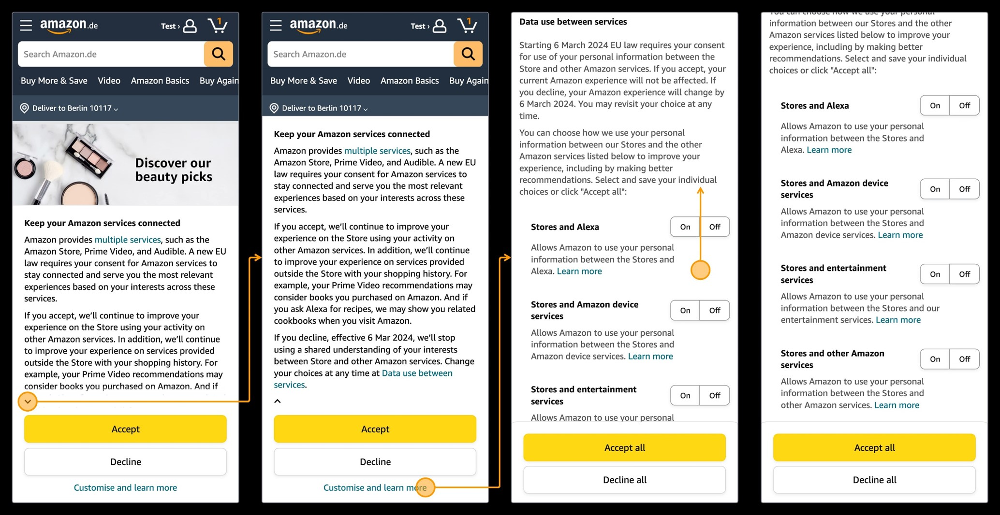 amazon.de
Test ›
1
Search Amazon.de
Buy More & Save
Video
Amazon Basics
Buy Again
Deliver to Berlin 10117
Discover our
beauty picks
Keep your Amazon services connected
Amazon provides multiple services, such as the
Amazon Store, Prime Video, and Audible. A new EU
law requires your consent for Amazon services to
stay connected and serve you the most relevant
experiences based on your interests across these
services.
If you accept, we’ll continue to improve your
experience on the Store using your activity on
other Amazon services. In addition, we’ll continue
to improve your experience on services provided
outside the Store with your shopping history. For
example, your Prime Video recommendations may
consider books you purchased on Amazon. And if
Accept
Decline
Customise and learn more
amazon.de
Test ›
1
Search Amazon.de
Buy More & Save
Video
Amazon Basics
Buy Again
Deliver to Berlin 10117
Keep your Amazon services connected
Amazon provides multiple services, such as the
Amazon Store, Prime Video, and Audible. A new EU
law requires your consent for Amazon services to
stay connected and serve you the most relevant
experiences based on your interests across these
services.
If you accept, we’ll continue to improve your
experience on the Store using your activity on
other Amazon services. In addition, we’ll continue
to improve your experience on services provided
outside the Store with your shopping history. For
example, your Prime Video recommendations may
consider books you purchased on Amazon. And if
you ask Alexa for recipes, we may show you related
cookbooks when you visit Amazon.
If you decline, effective 6 Mar 2024, we’ll stop
using a shared understanding of your interests
between Store and other Amazon services. Change
your choices at any time at Data use between
services.
Accept
Decline
Customise and learn more
Data use between services
Starting 6 March 2024 EU law requires your consent
for use of your personal information between the
Store and other Amazon services. If you accept, your
current Amazon experience will not be affected. If
you decline, your Amazon experience will change by
6 March 2024. You may revisit your choice at any
time.
You can choose how we use your personal
information between our Stores and the other
Amazon services listed below to improve your
experience, including by making better
recommendations. Select and save your individual
choices or click "Accept all":
Stores and Alexa
On
Off
Allows Amazon to use your personal
information between the Stores and
Alexa. Learn more
Stores and Amazon device
services
On
Off
Allows Amazon to use your personal
information between the Stores and
Amazon device services. Learn more
Stores and entertainment
services
On
Off
Allows Amazon to use your personal
Accept all
Decline all
You can choose how we use your personal
information between our Stores and the other
Amazon services listed below to improve your
experience, including by making better
recommendations. Select and save your individual
choices or click "Accept all":
Stores and Alexa
On
Off
Allows Amazon to use your personal
information between the Stores and
Alexa. Learn more
Stores and Amazon device
services
On
Off
Allows Amazon to use your personal
information between the Stores and
Amazon device services. Learn more
Stores and entertainment
services
On
Off
Allows Amazon to use your personal
information between the Stores and our
entertainment services. Learn more
Stores and other Amazon
services
On
Off
Allows Amazon to use your personal
information between the Stores and
other Amazon services. Learn more
Accept all
Decline all